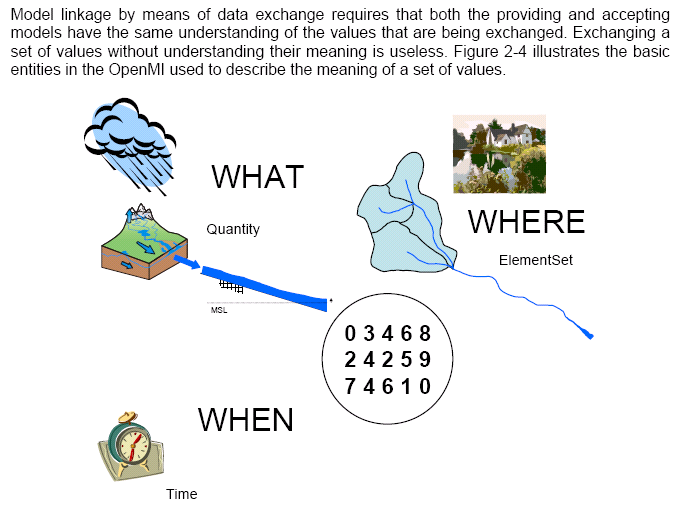 Model linkage by means of data exchange requires that both the providing and accepting
models have the same understanding of the values that are being exchanged. Exchanging a
set of values without understanding their meaning is useless. Figure 2-4 illustrates the basic
entities in the OpenMI used to describe the meaning of a set of values.
WHAT
Quantity
WHERE
ElementSet
MSL
0 3 4 6 8
2 4 2 5 9
7 4 6 1 0
WHEN
Time